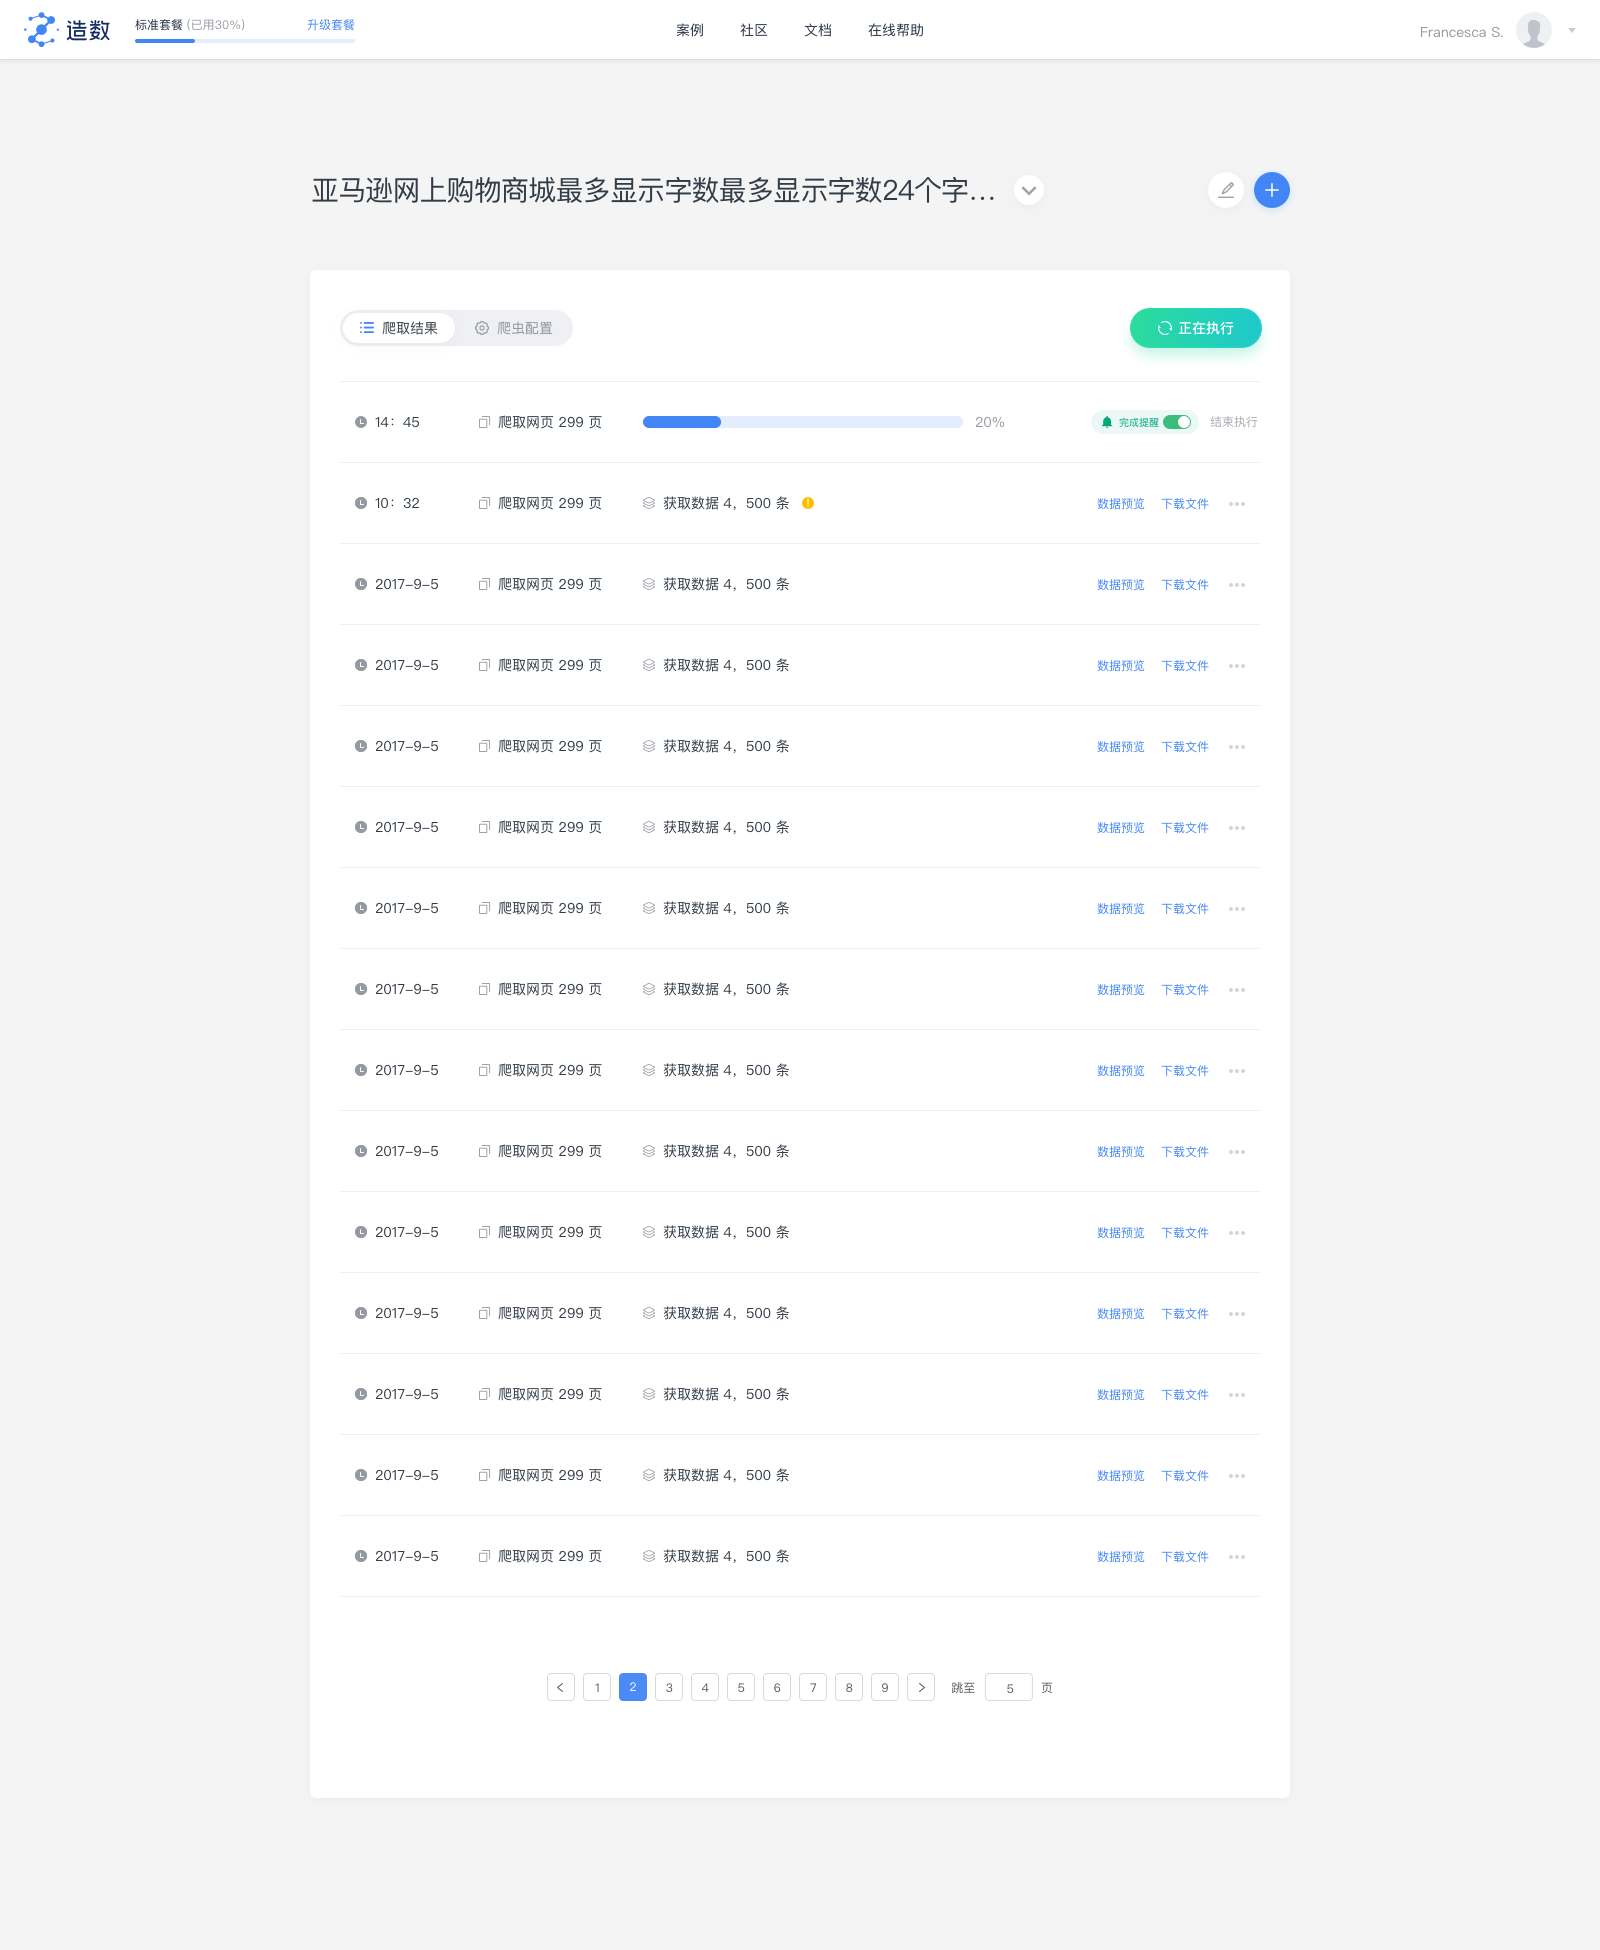 造数
标准套餐 (已用30%) 升级套餐
案例 社区 文档 在线帮助
Francesca S.
亚马逊网上购物商城最多显示字数最多显示字数24个字...
爬取结果 爬虫配置 正在执行
14：45 爬取网页 299 页 20% 完成提醒 结束执行
10：32 爬取网页 299 页 获取数据 4，500 条 数据预览 下载文件
2017-9-5 爬取网页 299 页 获取数据 4，500 条 数据预览 下载文件
2017-9-5 爬取网页 299 页 获取数据 4，500 条 数据预览 下载文件
2017-9-5 爬取网页 299 页 获取数据 4，500 条 数据预览 下载文件
2017-9-5 爬取网页 299 页 获取数据 4，500 条 数据预览 下载文件
2017-9-5 爬取网页 299 页 获取数据 4，500 条 数据预览 下载文件
2017-9-5 爬取网页 299 页 获取数据 4，500 条 数据预览 下载文件
2017-9-5 爬取网页 299 页 获取数据 4，500 条 数据预览 下载文件
2017-9-5 爬取网页 299 页 获取数据 4，500 条 数据预览 下载文件
2017-9-5 爬取网页 299 页 获取数据 4，500 条 数据预览 下载文件
2017-9-5 爬取网页 299 页 获取数据 4，500 条 数据预览 下载文件
2017-9-5 爬取网页 299 页 获取数据 4，500 条 数据预览 下载文件
2017-9-5 爬取网页 299 页 获取数据 4，500 条 数据预览 下载文件
2017-9-5 爬取网页 299 页 获取数据 4，500 条 数据预览 下载文件
1 2 3 4 5 6 7 8 9 跳至 5 页